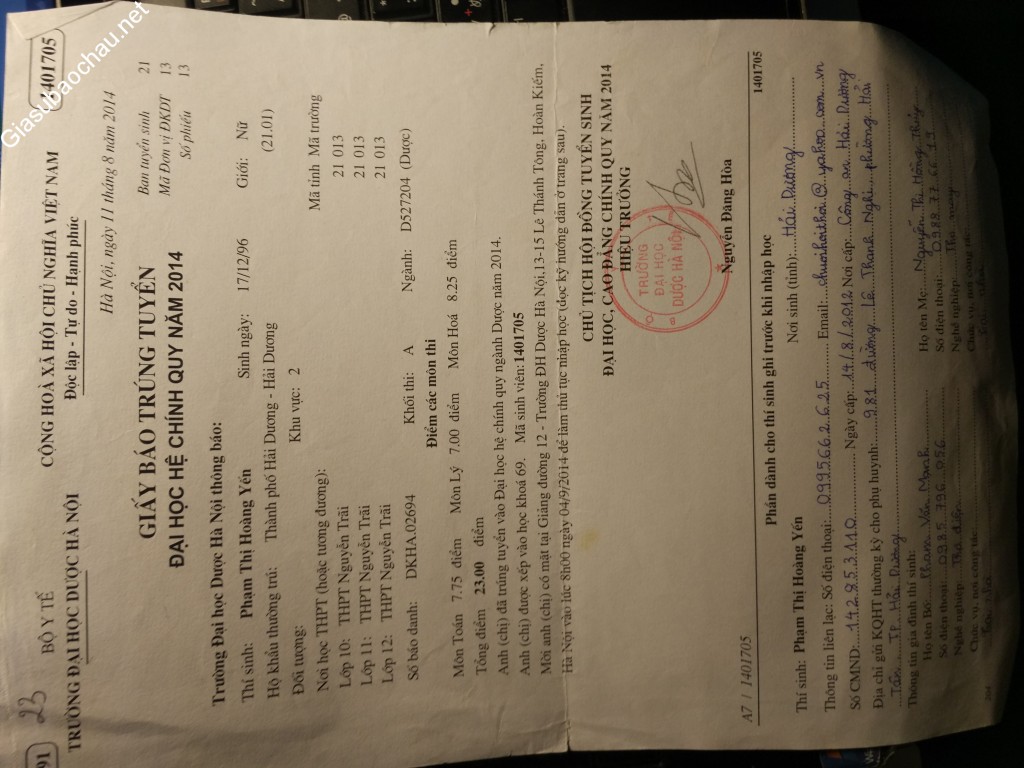 Giasubaochau.net
91
23
1401705
BỘ Y TẾ
TRƯỜNG ĐẠI HỌC DƯỢC HÀ NỘI
CỘNG HOÀ XÃ HỘI CHỦ NGHĨA VIỆT NAM
Độc lập - Tự do - Hạnh phúc
Hà Nội, ngày 11 tháng 8 năm 2014
GIẤY BÁO TRÚNG TUYỂN
ĐẠI HỌC HỆ CHÍNH QUY NĂM 2014
Ban tuyển sinh 21
Mã Đơn vị ĐKDT 13
Số phiếu 13
Trường Đại học Dược Hà Nội thông báo:
Thí sinh: Phạm Thị Hoàng Yến Sinh ngày: 17/12/96 Giới: Nữ
Hộ khẩu thường trú: Thành phố Hải Dương - Hải Dương (21.01)
Đối tượng: Khu vực: 2
Nơi học THPT (hoặc tương đương): Mã tỉnh Mã trường
Lớp 10: THPT Nguyễn Trãi 21 013
Lớp 11: THPT Nguyễn Trãi 21 013
Lớp 12: THPT Nguyễn Trãi 21 013
Số báo danh: DKHA.02694 Khối thi: A Ngành: D527204 (Dược)
Điểm các môn thi
Môn Toán 7.75 điểm Môn Lý 7.00 điểm Môn Hoá 8.25 điểm
Tổng điểm 23.00 điểm
Anh (chị) đã trúng tuyển vào Đại học hệ chính quy ngành Dược năm 2014.
Anh (chị) được xếp vào học khoá 69. Mã sinh viên:1401705
Mời anh (chị) có mặt tại Giảng đường 12 - Trường ĐH Dược Hà Nội,13-15 Lê Thánh Tông, Hoàn Kiếm,
Hà Nội vào lúc 8h00 ngày 04/9/2014 để làm thủ tục nhập học (đọc kỹ hướng dẫn ở trang sau).
CHỦ TỊCH HỘI ĐỒNG TUYỂN SINH
ĐẠI HỌC, CAO ĐẲNG CHÍNH QUY NĂM 2014
HIỆU TRƯỞNG
TRƯỜNG
ĐẠI HỌC
DƯỢC HÀ NỘI
Nguyễn Đăng Hòa
A7 1 1401705
1401705
Phần dành cho thí sinh ghi trước khi nhập học
Thí sinh: Phạm Thị Hoàng Yến Nơi sinh (tỉnh): Hải Dương
Thông tin liên lạc: Số điện thoại: 0995662625 Email: chuoihoithoi@yahoo.com.vn
Số CMND: 142953110 Ngày cấp: 14/8/2012 Nơi cấp: Công an Hải Dương
Địa chỉ gửi KQHT thường kỳ cho phụ huynh: 981 đường Lê Thanh Nghị phường Hải
Tân TP Hải Dương
Thông tin gia đình thí sinh:
Họ tên Bố: Phạm Văn Mạnh Họ tên Mẹ: Nguyễn Thị Hồng Thúy
Số điện thoại: 0985 796 056 Số điện thoại:
Nghề nghiệp: Thợ điện Nghề nghiệp: Thợ may
Chức vụ, nơi công tác: Chức vụ, nơi công tác: